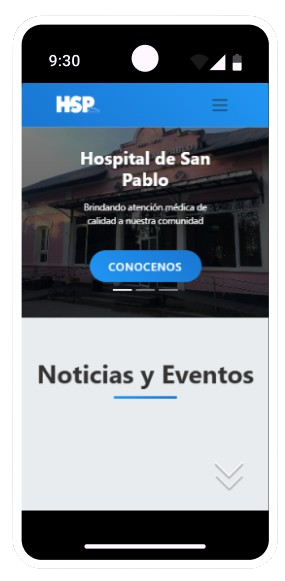 9:30
HSP
Hospital de San
Pablo
Brindando atención médica de
calidad a nuestra comunidad
CONOCENOS
Noticias y Eventos